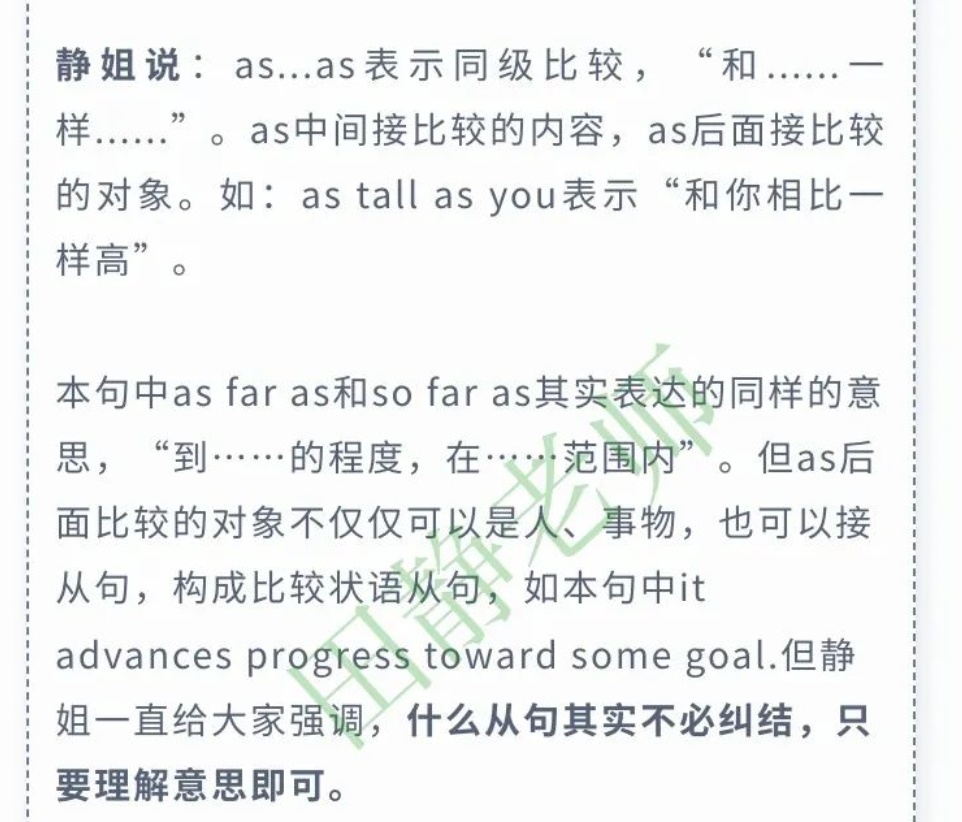 静姐说：as...as表示同级比较，“和......一
样......”。as中间接比较的内容，as后面接比较
的对象。如：as tall as you表示“和你相比一
样高”。
本句中as far as和so far as其实表达的同样的意
思，“到……的程度，在……范围内”。但as后
面比较的对象不仅仅可以是人、事物，也可以接
从句，构成比较状语从句，如本句中it
advances progress toward some goal.但静
姐一直给大家强调，什么从句其实不必纠结，只
要理解意思即可。
田静老师